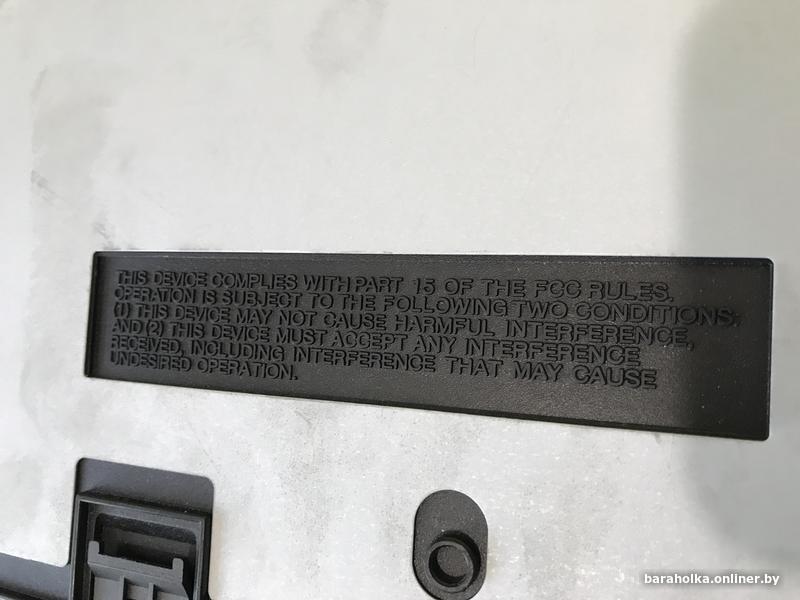 THIS DEVICE COMPLIES WITH PART 15 OF THE FCC RULES.
OPERATION IS SUBJECT TO THE FOLLOWING TWO CONDITIONS:
(1) THIS DEVICE MAY NOT CAUSE HARMFUL INTERFERENCE,
AND (2) THIS DEVICE MUST ACCEPT ANY INTERFERENCE
RECEIVED, INCLUDING INTERFERENCE THAT MAY CAUSE
UNDESIRED OPERATION.
baraholka.onliner.by